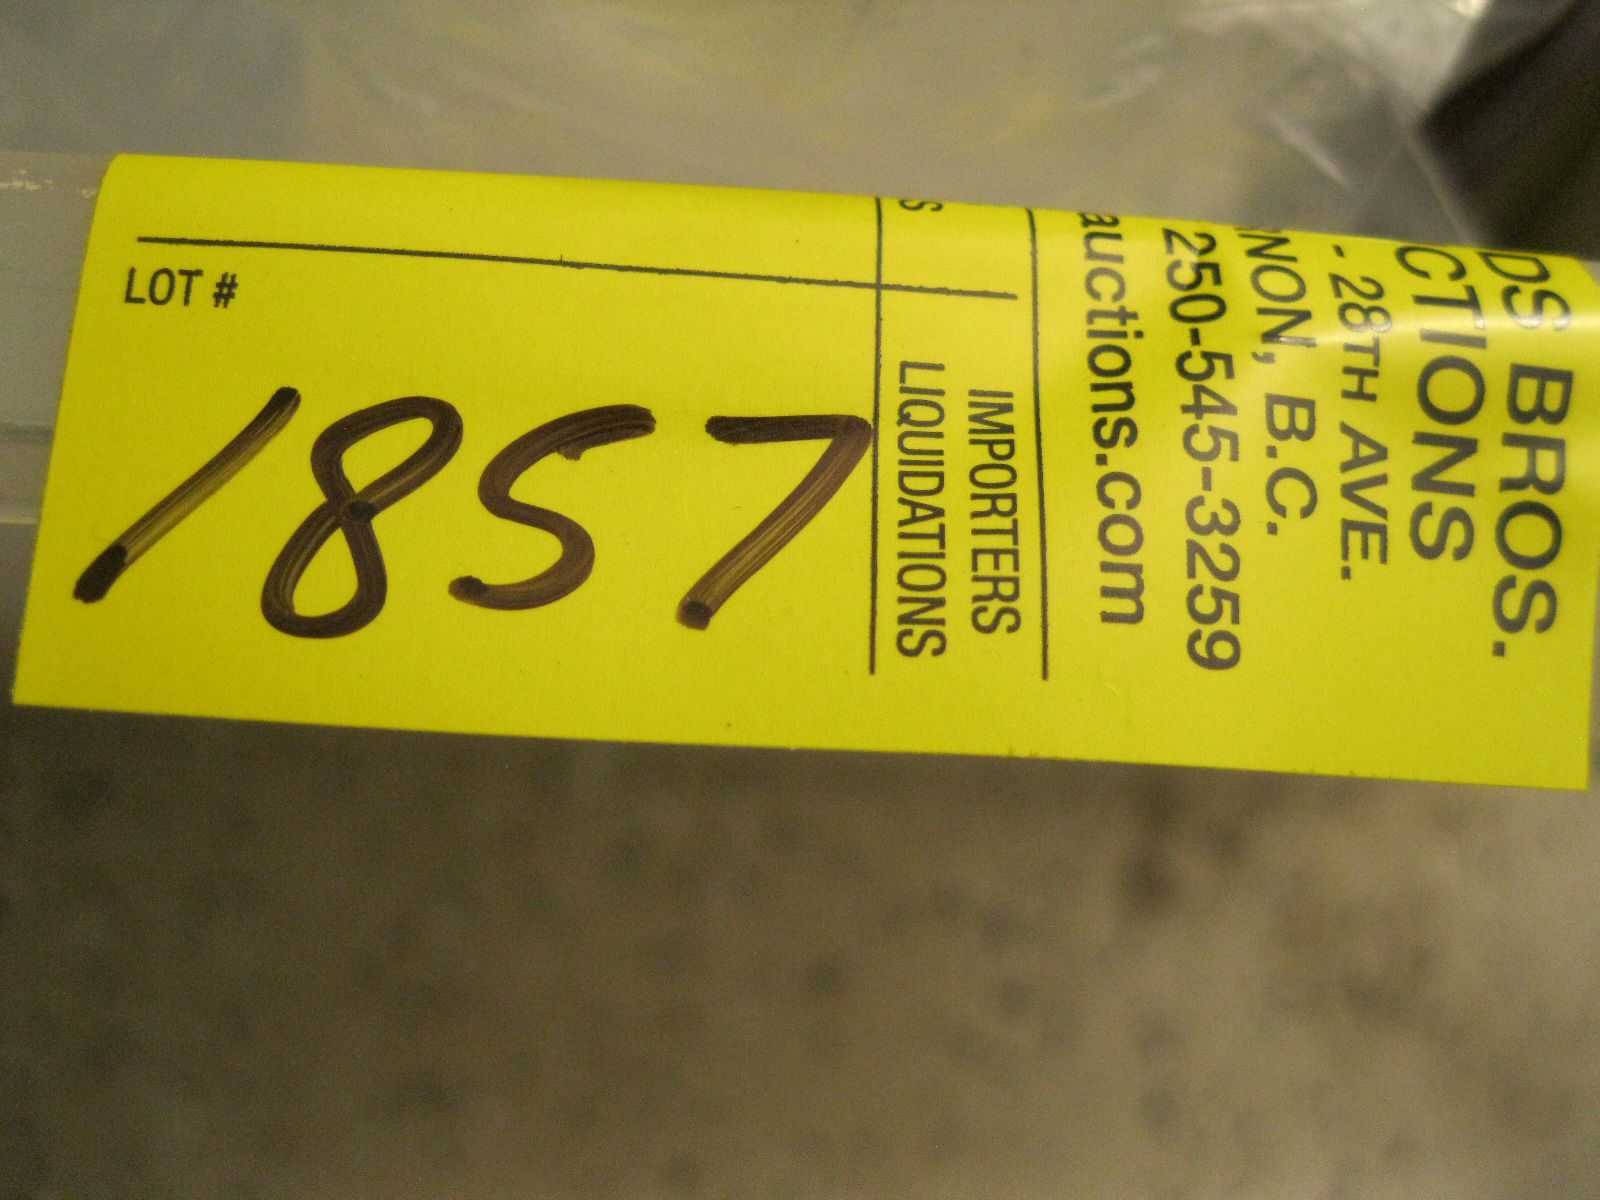 LOT #
1857
S
LIQUIDATIONS
IMPORTERS
DS BROS.
CTIONS
- 28TH AVE.
NON, B.C.
250-545-3259
auctions.com